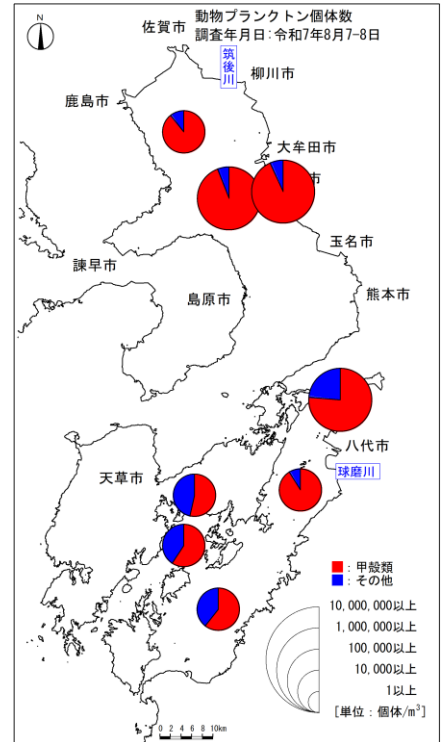 動物プランクトン個体数
調査年月日:令和7年8月7-8日
N
佐賀市
筑後川
柳川市
鹿島市
大牟田市
市
玉名市
諫早市
島原市
熊本市
八代市
球磨川
天草市
:甲殻類
:その他
10,000,000以上
1,000,000以上
100,000以上
10,000以上
1以上
[単位:個体/m³]
0 2 4 6 8 10km